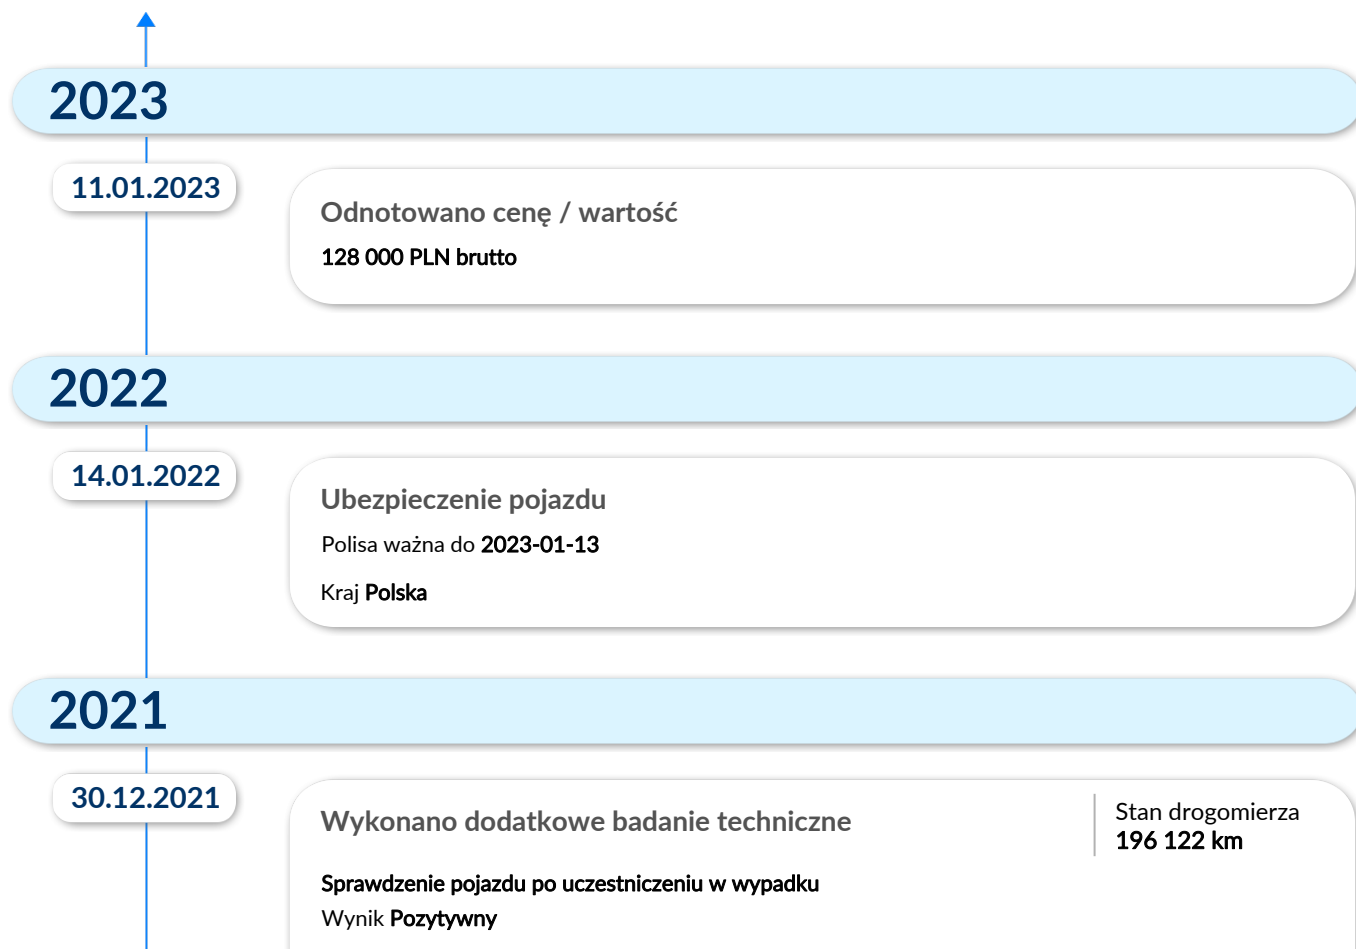 2023
11.01.2023
Odnotowano cenę / wartość
128 000 PLN brutto
2022
14.01.2022
Ubezpieczenie pojazdu
Polisa ważna do 2023-01-13
Kraj Polska
2021
30.12.2021
Wykonano dodatkowe badanie techniczne
Stan drogomierza
196 122 km
Sprawdzenie pojazdu po uczestniczeniu w wypadku
Wynik Pozytywny